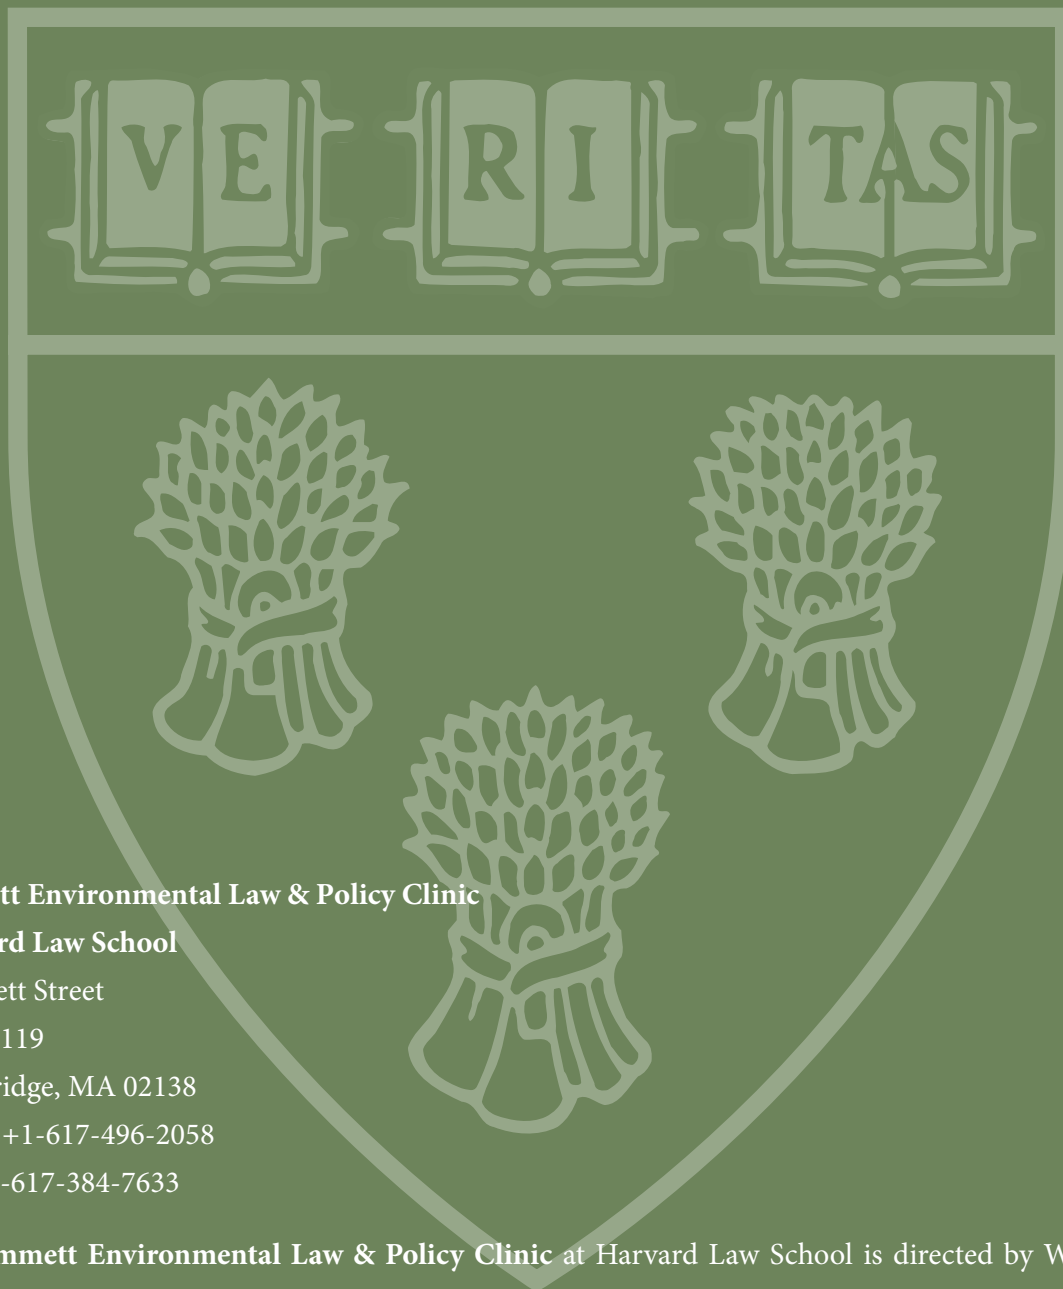 VE RI TAS
tt Environmental Law & Policy Clinic
rd Law School
ett Street
119
ridge, MA 02138
+1-617-496-2058
-617-384-7633
mmett Environmental Law & Policy Clinic at Harvard Law School is directed by W